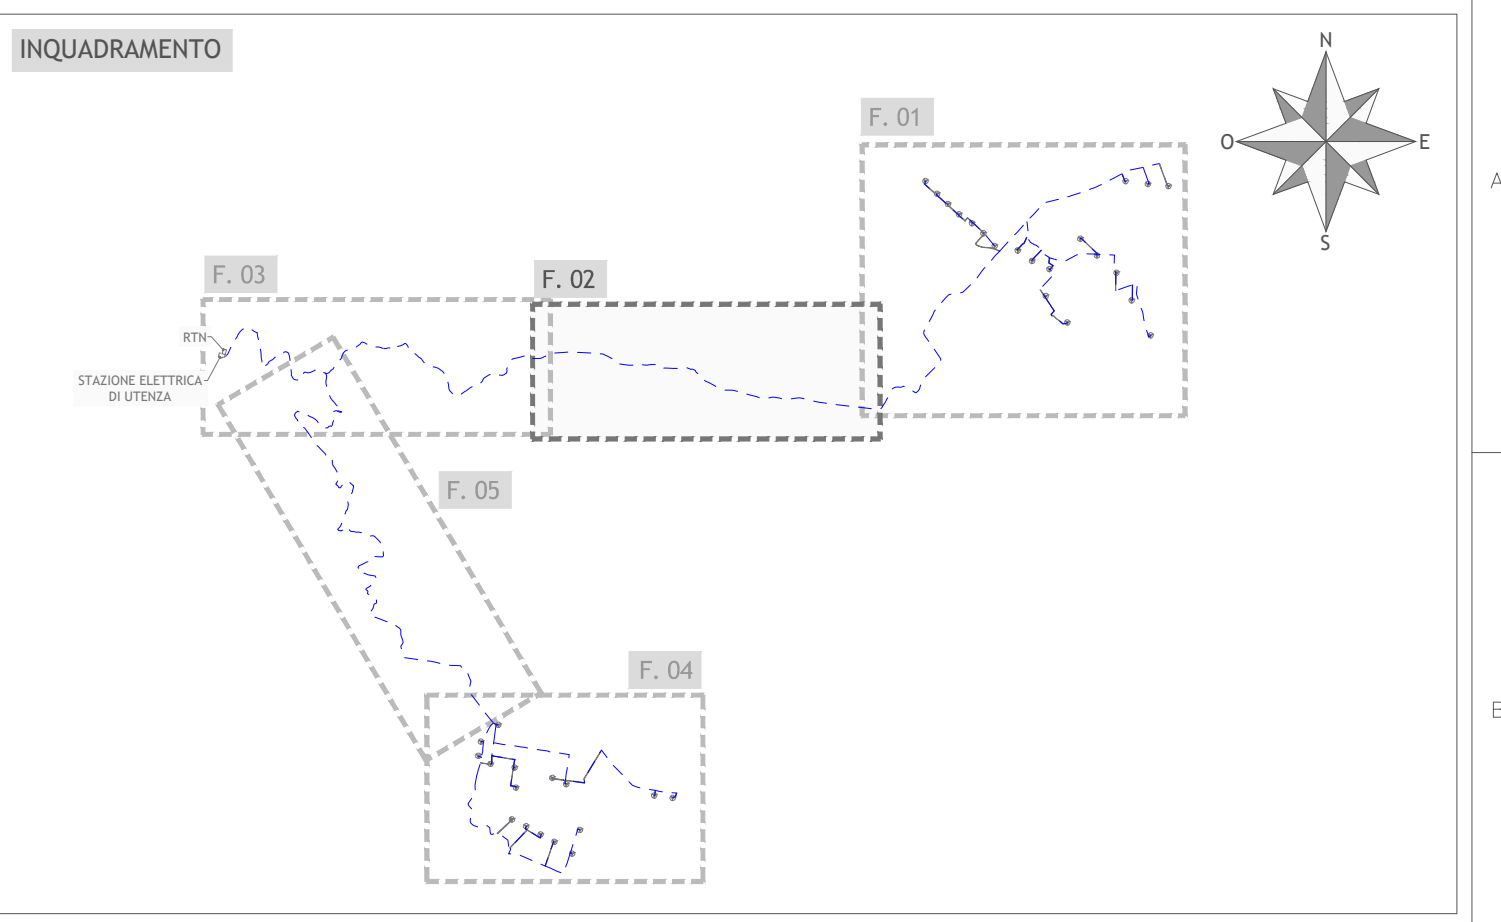 INQUADRAMENTO
N
F. 01
O
E
A
S
F. 03
F. 02
RTN
STAZIONE ELETTRICA
DI UTENZA
F. 05
F. 04
B